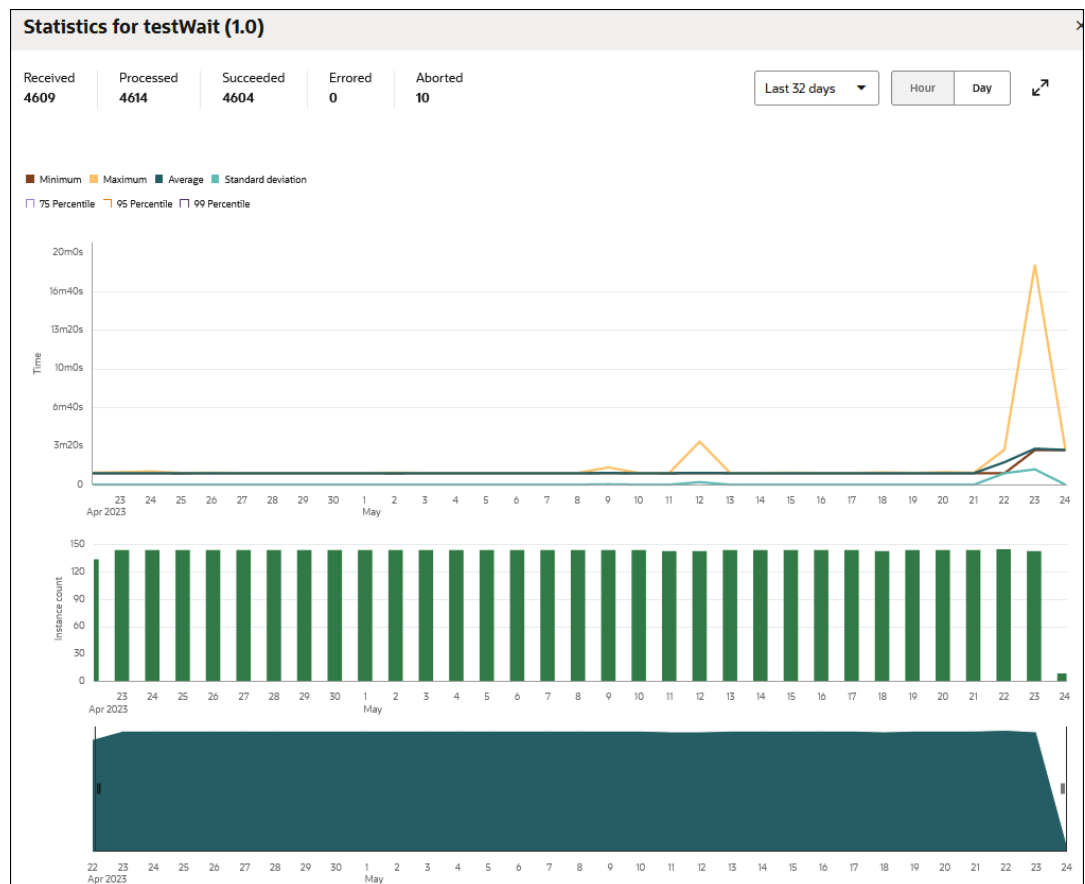 Statistics for testWait (1.0)
Received Processed Succeeded Errored Aborted
4609 4614 4604 0 10
Last 32 days Hour Day
Minimum Maximum Average Standard deviation
75 Percentile 95 Percentile 99 Percentile
Time
20m0s
16m40s
13m20s
10m0s
6m40s
3m20s
0
23 24 25 26 27 28 29 30 1 2 3 4 5 6 7 8 9 10 11 12 13 14 15 16 17 18 19 20 21 22 23 24
Apr 2023 May
Instance count
150
120
90
60
30
0
23 24 25 26 27 28 29 30 1 2 3 4 5 6 7 8 9 10 11 12 13 14 15 16 17 18 19 20 21 22 23 24
Apr 2023 May
22 23 24 25 26 27 28 29 30 1 2 3 4 5 6 7 8 9 10 11 12 13 14 15 16 17 18 19 20 21 22 23 24
Apr 2023 May